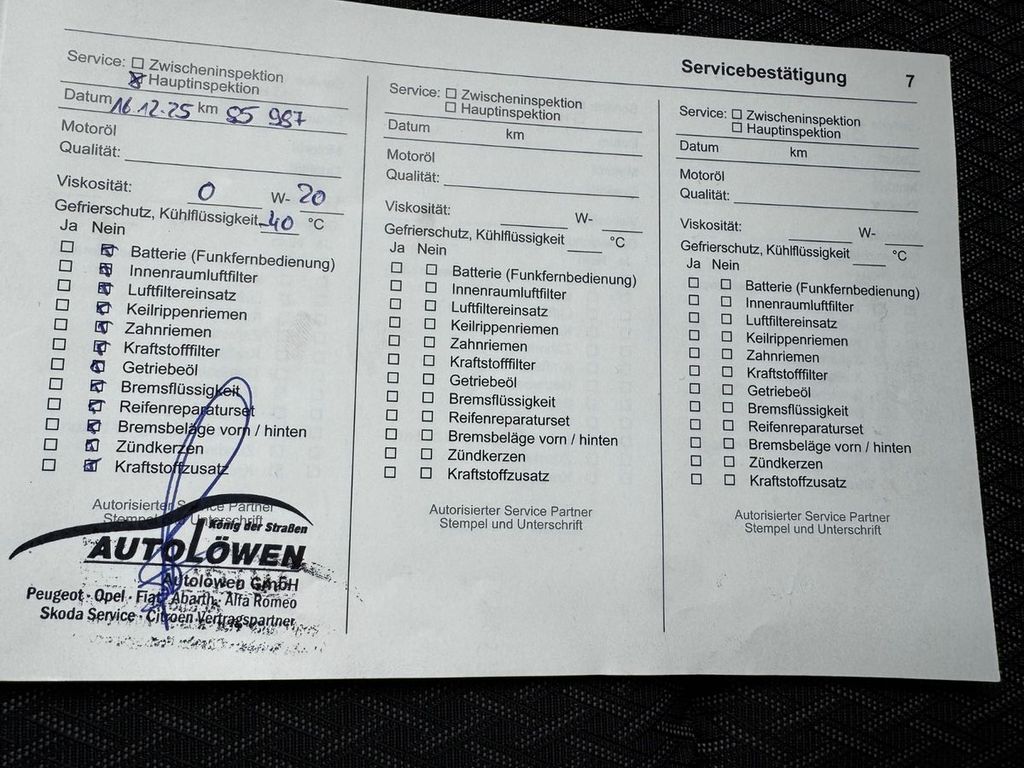 Servicebestätigung 7
Service: ☐ Zwischeninspektion
☒ Hauptinspektion
Datum 16.12.25 km 85 987
Motoröl
Qualität:
Viskosität: 0 W- 20
Gefrierschutz, Kühlflüssigkeit -40 °C
Ja Nein
☐ ☒ Batterie (Funkfernbedienung)
☐ ☒ Innenraumluftfilter
☐ ☒ Luftfiltereinsatz
☐ ☒ Keilrippenriemen
☐ ☒ Zahnriemen
☐ ☒ Kraftstofffilter
☐ ☒ Getriebeöl
☐ ☒ Bremsflüssigkeit
☐ ☒ Reifenreparaturset
☐ ☒ Bremsbeläge vorn / hinten
☐ ☒ Zündkerzen
☐ ☒ Kraftstoffzusatz
Autorisierter Service Partner
Stempel und Unterschrift
König der Straßen
AUTOLÖWEN
Autolöwen GmbH
Peugeot · Opel · Fiat · Abarth · Alfa Romeo
Skoda Service · Citroën Vertragspartner
Service: ☐ Zwischeninspektion
☐ Hauptinspektion
Datum km
Motoröl
Qualität:
Viskosität: W-
Gefrierschutz, Kühlflüssigkeit °C
Ja Nein
☐ ☐ Batterie (Funkfernbedienung)
☐ ☐ Innenraumluftfilter
☐ ☐ Luftfiltereinsatz
☐ ☐ Keilrippenriemen
☐ ☐ Zahnriemen
☐ ☐ Kraftstofffilter
☐ ☐ Getriebeöl
☐ ☐ Bremsflüssigkeit
☐ ☐ Reifenreparaturset
☐ ☐ Bremsbeläge vorn / hinten
☐ ☐ Zündkerzen
☐ ☐ Kraftstoffzusatz
Autorisierter Service Partner
Stempel und Unterschrift
Service: ☐ Zwischeninspektion
☐ Hauptinspektion
Datum km
Motoröl
Qualität:
Viskosität: W-
Gefrierschutz, Kühlflüssigkeit °C
Ja Nein
☐ ☐ Batterie (Funkfernbedienung)
☐ ☐ Innenraumluftfilter
☐ ☐ Luftfiltereinsatz
☐ ☐ Keilrippenriemen
☐ ☐ Zahnriemen
☐ ☐ Kraftstofffilter
☐ ☐ Getriebeöl
☐ ☐ Bremsflüssigkeit
☐ ☐ Reifenreparaturset
☐ ☐ Bremsbeläge vorn / hinten
☐ ☐ Zündkerzen
☐ ☐ Kraftstoffzusatz
Autorisierter Service Partner
Stempel und Unterschrift